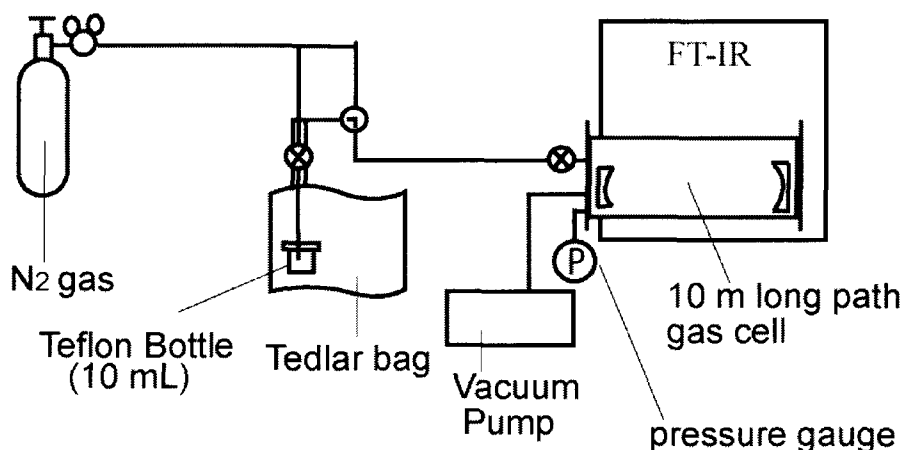 FT-IR
N2 gas
Teflon Bottle
(10 mL)
Tedlar bag
P
Vacuum
Pump
10 m long path
gas cell
pressure gauge